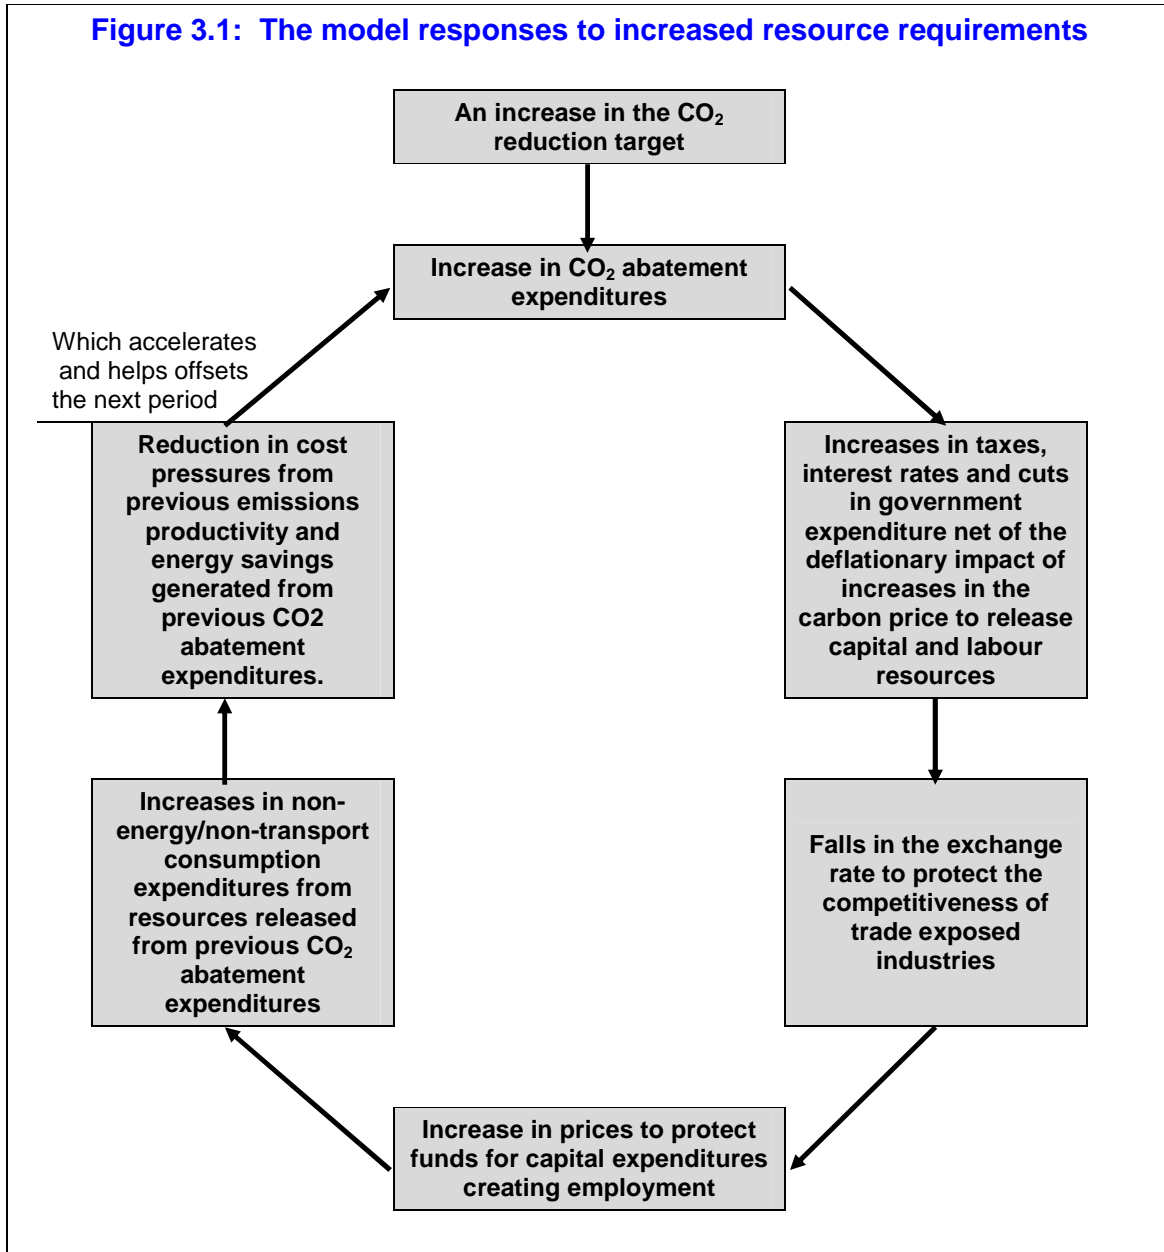 Figure 3.1:  The model responses to increased resource requirements
An increase in the CO₂
reduction target
Increase in CO₂ abatement
expenditures
Which accelerates
and helps offsets
the next period
Reduction in cost
pressures from
previous emissions
productivity and
energy savings
generated from
previous CO2
abatement
expenditures.
Increases in taxes,
interest rates and cuts
in government
expenditure net of the
deflationary impact of
increases in the
carbon price to release
capital and labour
resources
Increases in non-
energy/non-transport
consumption
expenditures from
resources released
from previous CO₂
abatement
expenditures
Falls in the exchange
rate to protect the
competitiveness of
trade exposed
industries
Increase in prices to protect
funds for capital expenditures
creating employment